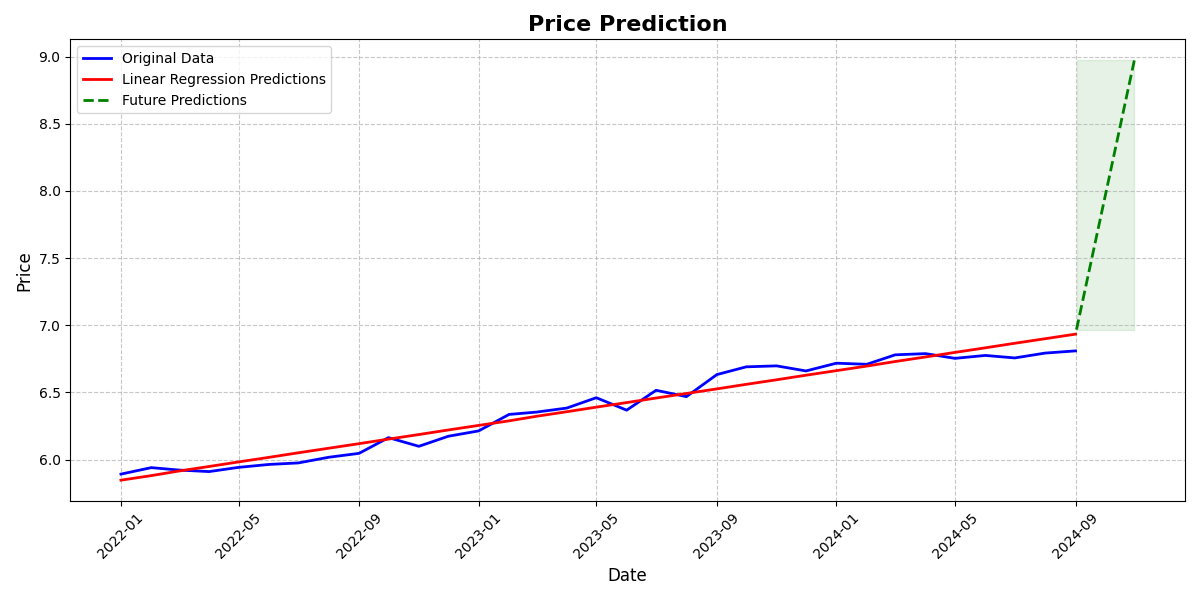 Price Prediction
Original Data
Linear Regression Predictions
Future Predictions
Price
9.0
8.5
8.0
7.5
7.0
6.5
6.0
2022-01
2022-05
2022-09
2023-01
2023-05
2023-09
2024-01
2024-05
2024-09
Date